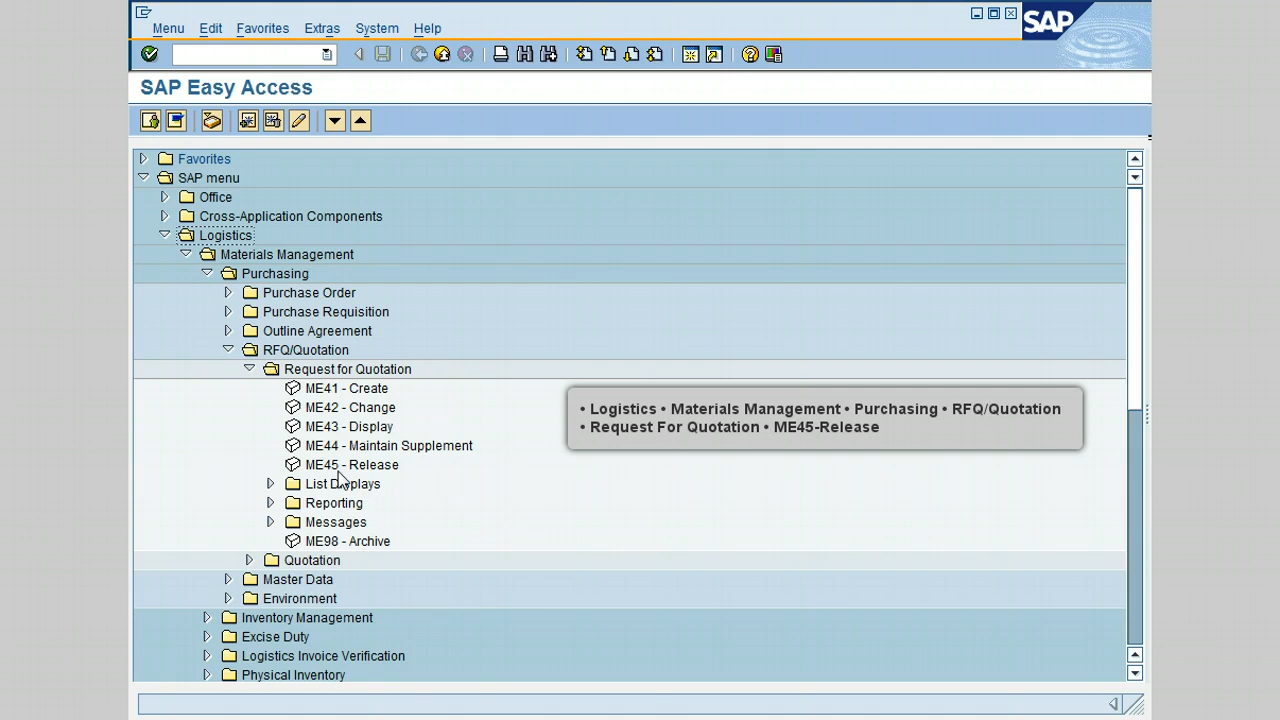 Menu Edit Favorites Extras System Help
SAP
SAP Easy Access
Favorites
SAP menu
Office
Cross-Application Components
Logistics
Materials Management
Purchasing
Purchase Order
Purchase Requisition
Outline Agreement
RFQ/Quotation
Request for Quotation
ME41 - Create
ME42 - Change
ME43 - Display
ME44 - Maintain Supplement
ME45 - Release
List Displays
Reporting
Messages
ME98 - Archive
Quotation
Master Data
Environment
Inventory Management
Excise Duty
Logistics Invoice Verification
Physical Inventory
• Logistics • Materials Management • Purchasing • RFQ/Quotation
• Request For Quotation • ME45-Release